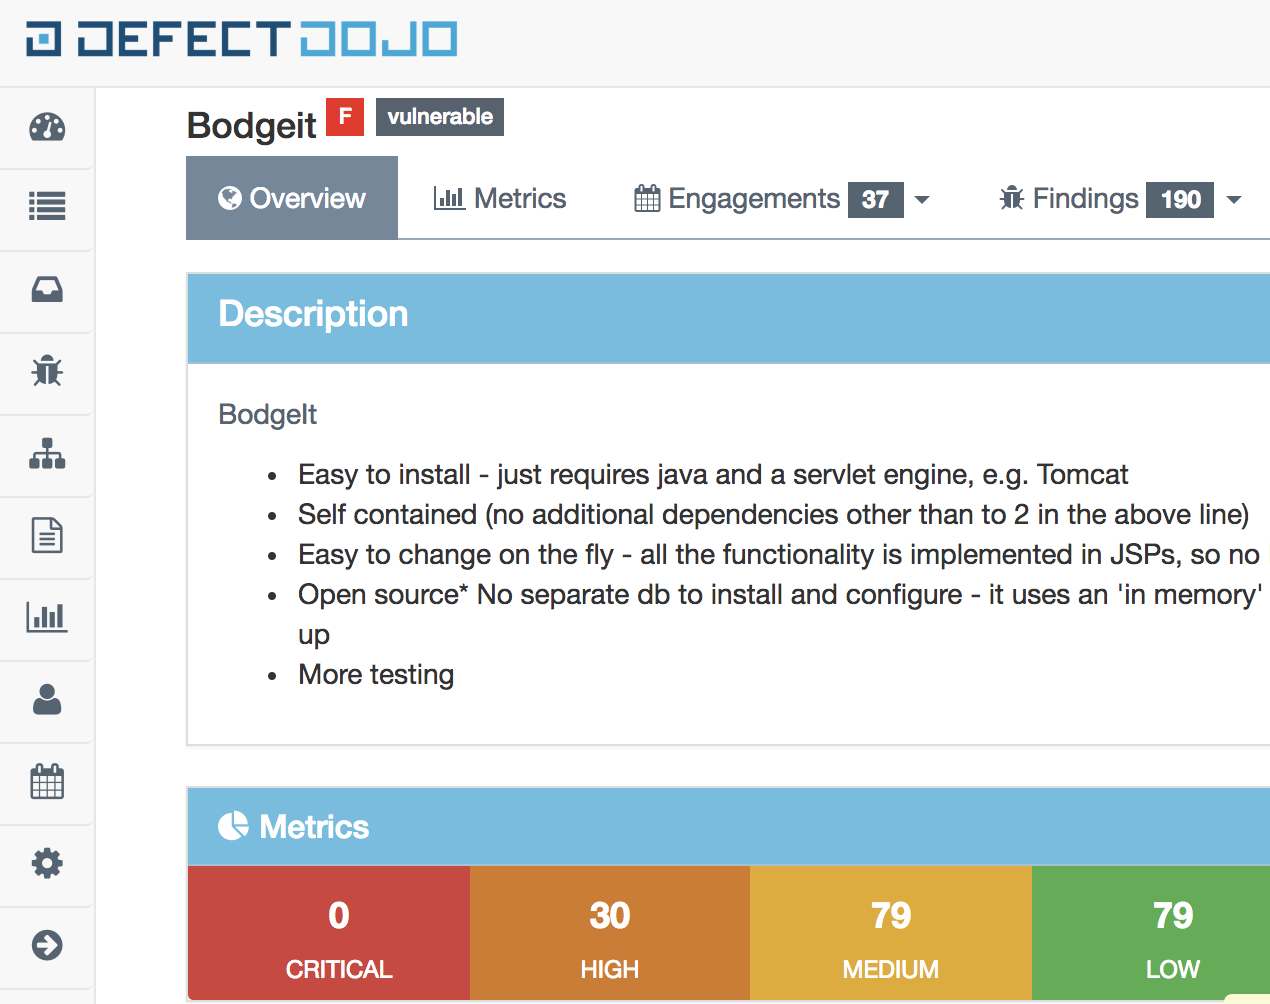 DEFECTDOJO
Bodgeit F vulnerable
Overview Metrics Engagements 37 Findings 190
Description
BodgeIt
Easy to install - just requires java and a servlet engine, e.g. Tomcat
Self contained (no additional dependencies other than to 2 in the above line)
Easy to change on the fly - all the functionality is implemented in JSPs, so no
Open source* No separate db to install and configure - it uses an 'in memory'
up
More testing
Metrics
0 30 79 79
CRITICAL HIGH MEDIUM LOW